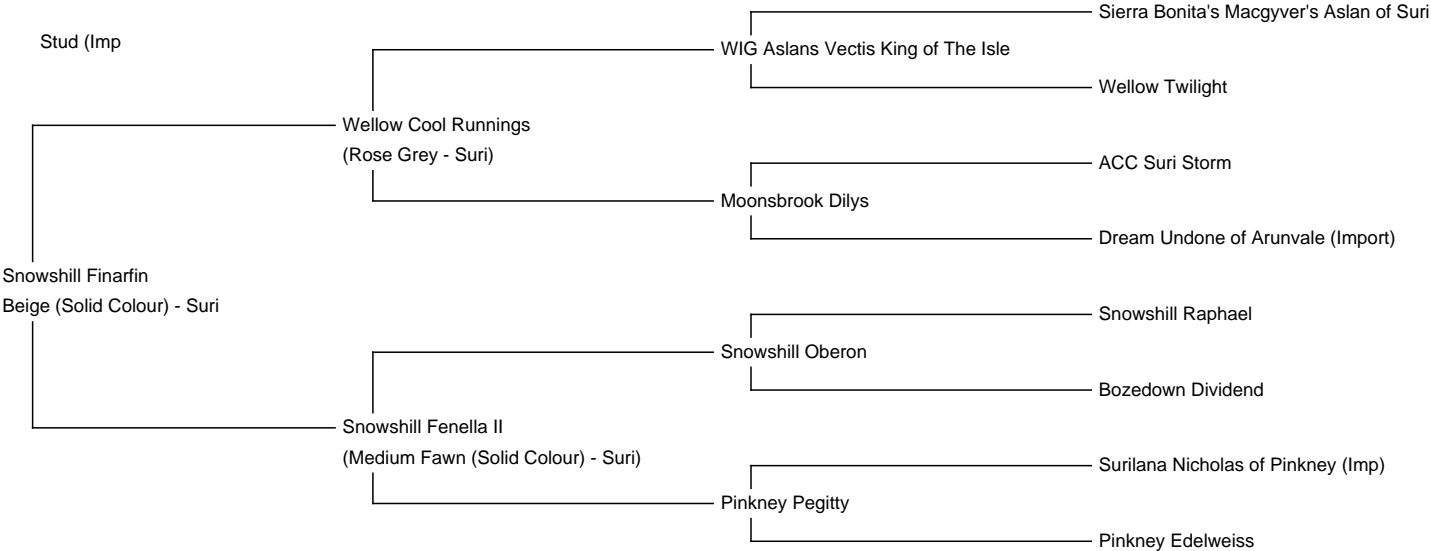 Sierra Bonita's Macgyver's Aslan of Suri
Stud (Imp
WIG Aslans Vectis King of The Isle
Wellow Twilight
Wellow Cool Runnings
(Rose Grey - Suri)
ACC Suri Storm
Moonsbrook Dilys
Dream Undone of Arunvale (Import)
Snowshill Finarfin
Beige (Solid Colour) - Suri
Snowshill Raphael
Snowshill Oberon
Bozedown Dividend
Snowshill Fenella II
(Medium Fawn (Solid Colour) - Suri)
Surilana Nicholas of Pinkney (Imp)
Pinkney Pegitty
Pinkney Edelweiss